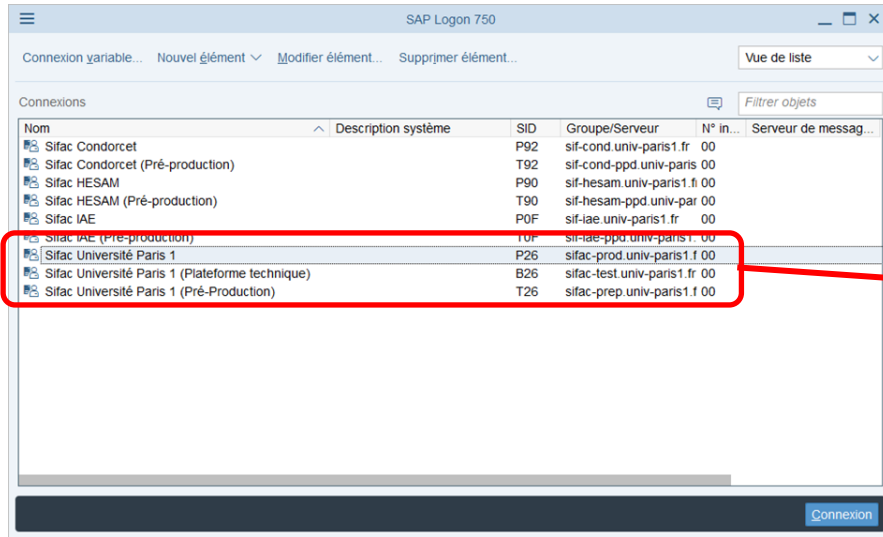 SAP Logon 750
Connexion variable... Nouvel élément Modifier élément... Supprimer élément... Vue de liste
Connexions Filtrer objets
Nom Description système SID Groupe/Serveur N° in... Serveur de messag...
Sifac Condorcet P92 sif-cond.univ-paris1.fr 00
Sifac Condorcet (Pré-production) T92 sif-cond-ppd.univ-paris 00
Sifac HESAM P90 sif-hesam.univ-paris1.fi 00
Sifac HESAM (Pré-production) T90 sif-hesam-ppd.univ-par 00
Sifac IAE P0F sif-iae.univ-paris1.fr 00
Sifac IAE (Pré-production) T0F sif-iae-ppd.univ-paris1. 00
Sifac Université Paris 1 P26 sifac-prod.univ-paris1.f 00
Sifac Université Paris 1 (Plateforme technique) B26 sifac-test.univ-paris1.fr 00
Sifac Université Paris 1 (Pré-Production) T26 sifac-prep.univ-paris1.f 00
Connexion